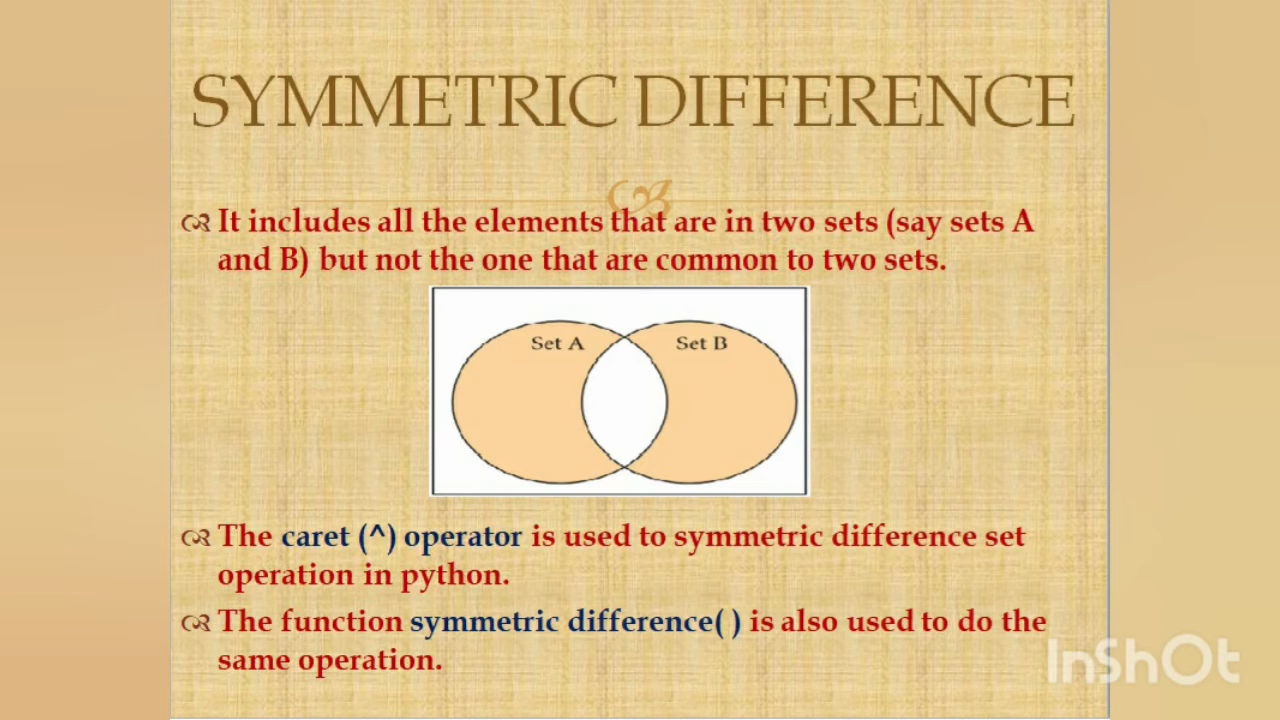 SYMMETRIC DIFFERENCE
It includes all the elements that are in two sets (say sets A
and B) but not the one that are common to two sets.
Set A
Set B
The caret (^) operator is used to symmetric difference set
operation in python.
The function symmetric difference( ) is also used to do the
same operation.
InShOt